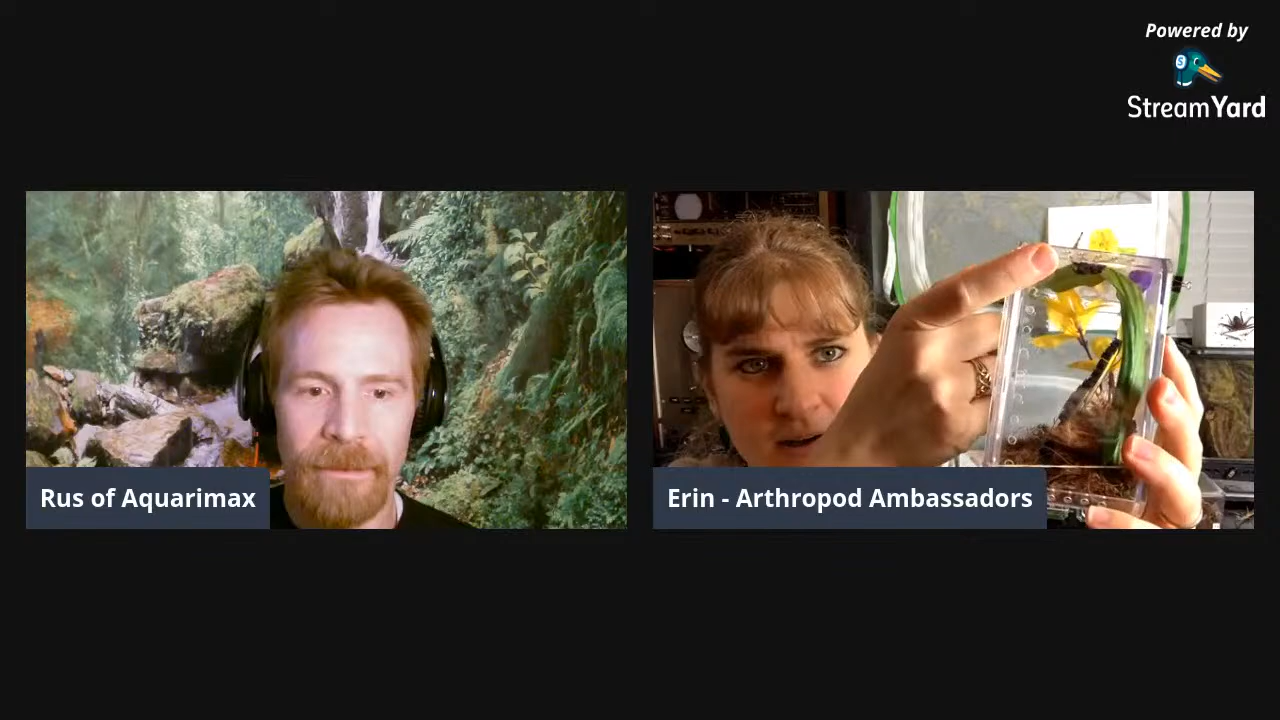 Powered by
StreamYard
Rus of Aquarimax
Erin - Arthropod Ambassadors